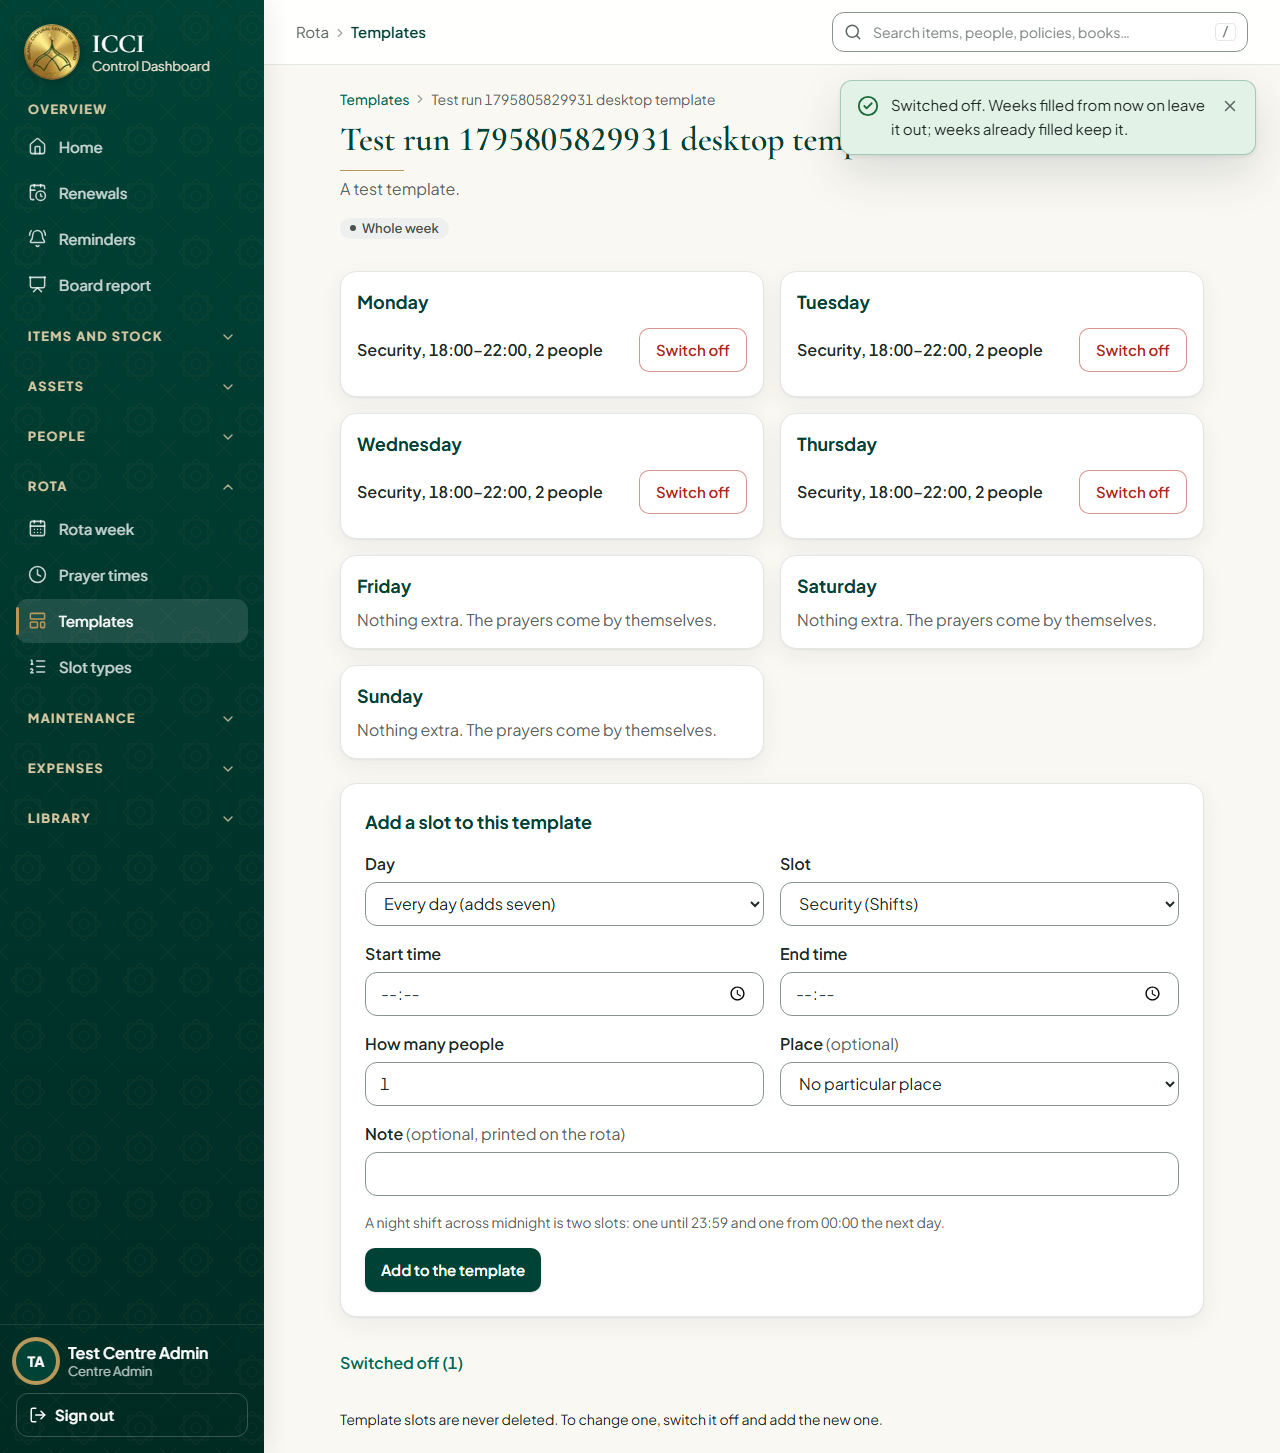 ICCI
Control Dashboard
OVERVIEW
Home
Renewals
Reminders
Board report
ITEMS AND STOCK
ASSETS
PEOPLE
ROTA
Rota week
Prayer times
Templates
Slot types
MAINTENANCE
EXPENSES
LIBRARY
TA
Test Centre Admin
Centre Admin
Sign out
Rota > Templates
Search items, people, policies, books…
/
Templates > Test run 1795805829931 desktop template
Switched off. Weeks filled from now on leave
it out; weeks already filled keep it.
Test run 1795805829931 desktop
A test template.
Whole week
Monday
Security, 18:00–22:00, 2 people
Switch off
Tuesday
Security, 18:00–22:00, 2 people
Switch off
Wednesday
Security, 18:00–22:00, 2 people
Switch off
Thursday
Security, 18:00–22:00, 2 people
Switch off
Friday
Nothing extra. The prayers come by themselves.
Saturday
Nothing extra. The prayers come by themselves.
Sunday
Nothing extra. The prayers come by themselves.
Add a slot to this template
Day
Every day (adds seven)
Slot
Security (Shifts)
Start time
--:--
End time
--:--
How many people
1
Place (optional)
No particular place
Note (optional, printed on the rota)
A night shift across midnight is two slots: one until 23:59 and one from 00:00 the next day.
Add to the template
Switched off (1)
Template slots are never deleted. To change one, switch it off and add the new one.